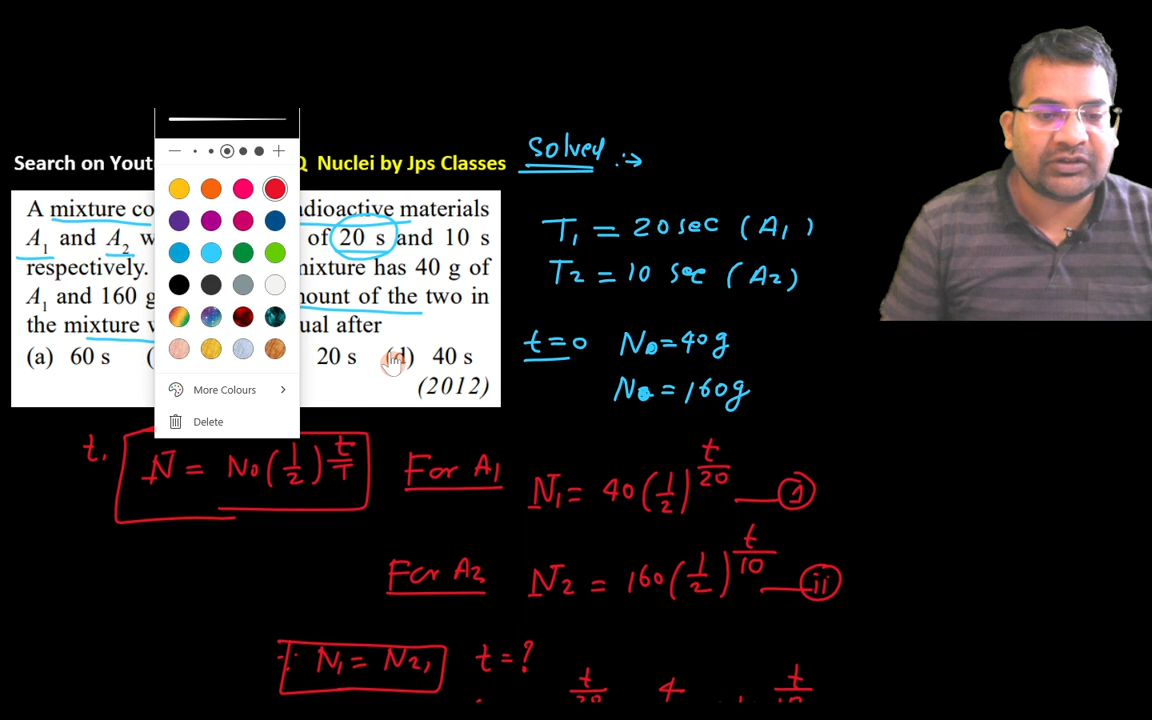 Search on Yout Nuclei by Jps Classes
A mixture co dioactive materials
A₁ and A₂ w of 20 s and 10 s
respectively. mixture has 40 g of
A₁ and 160 g ount of the two in
the mixture ual after
(a) 60 s ( 20 s (d) 40 s
(2012)
More Colours
Delete
Solved :→
T₁ = 20 sec (A₁)
T₂ = 10 sec (A₂)
t=0 N₀=40g
N₀ = 160g
t. N = N₀(1/2)^(t/T)
For A₁ N₁ = 40(1/2)^(t/20) — (i)
For A₂ N₂ = 160(1/2)^(t/10) — (ii)
∵ N₁ = N₂, t = ?